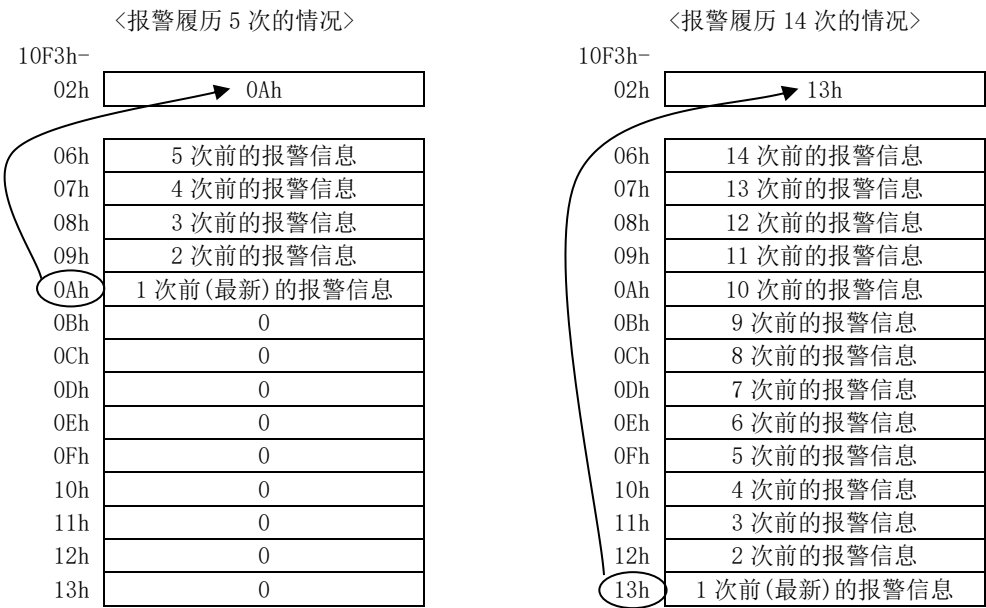 <报警履历 5 次的情况>
10F3h-
02h 0Ah
06h 5 次前的报警信息
07h 4 次前的报警信息
08h 3 次前的报警信息
09h 2 次前的报警信息
0Ah 1 次前(最新)的报警信息
0Bh 0
0Ch 0
0Dh 0
0Eh 0
0Fh 0
10h 0
11h 0
12h 0
13h 0
<报警履历 14 次的情况>
10F3h-
02h 13h
06h 14 次前的报警信息
07h 13 次前的报警信息
08h 12 次前的报警信息
09h 11 次前的报警信息
0Ah 10 次前的报警信息
0Bh 9 次前的报警信息
0Ch 8 次前的报警信息
0Dh 7 次前的报警信息
0Eh 6 次前的报警信息
0Fh 5 次前的报警信息
10h 4 次前的报警信息
11h 3 次前的报警信息
12h 2 次前的报警信息
13h 1 次前(最新)的报警信息